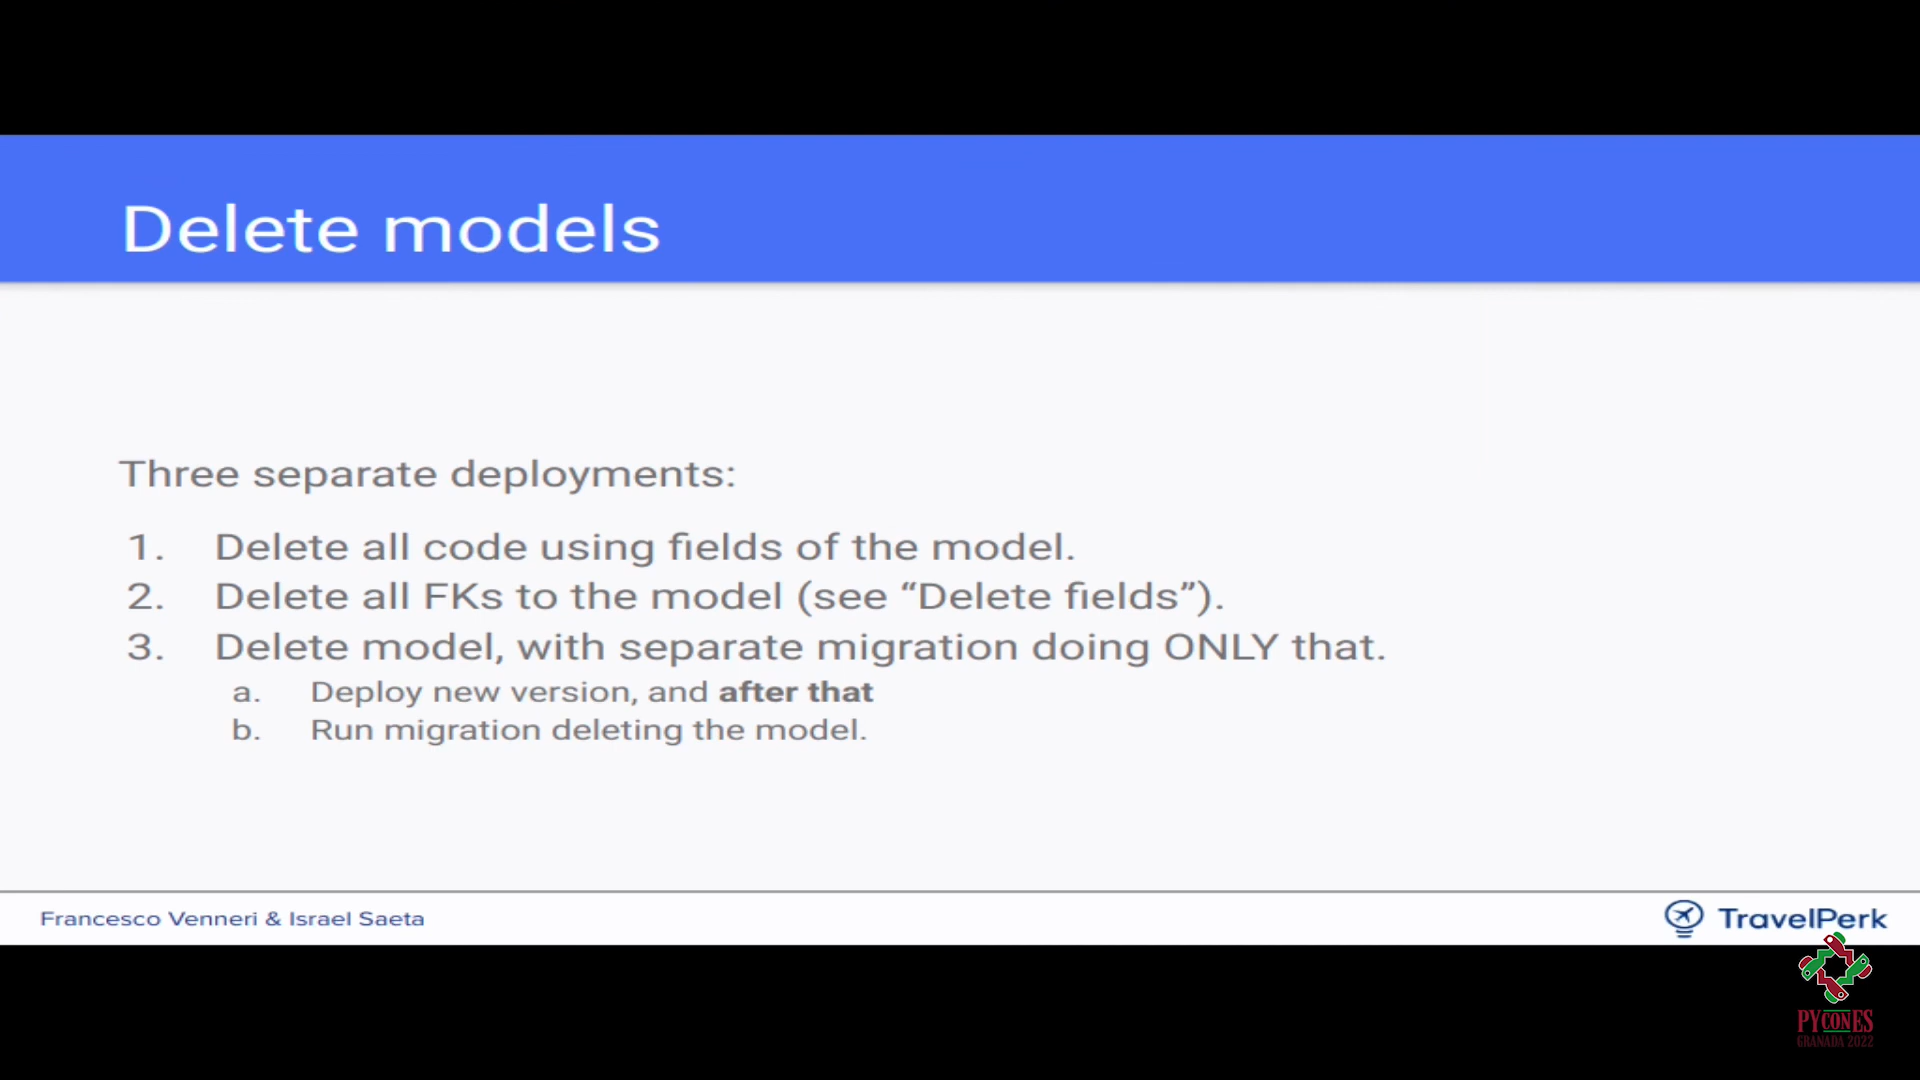 Delete models
Three separate deployments:
1. Delete all code using fields of the model.
2. Delete all FKs to the model (see “Delete fields”).
3. Delete model, with separate migration doing ONLY that.
a. Deploy new version, and after that
b. Run migration deleting the model.
Francesco Venneri & Israel Saeta
TravelPerk
PYCONES
GRANADA 2022